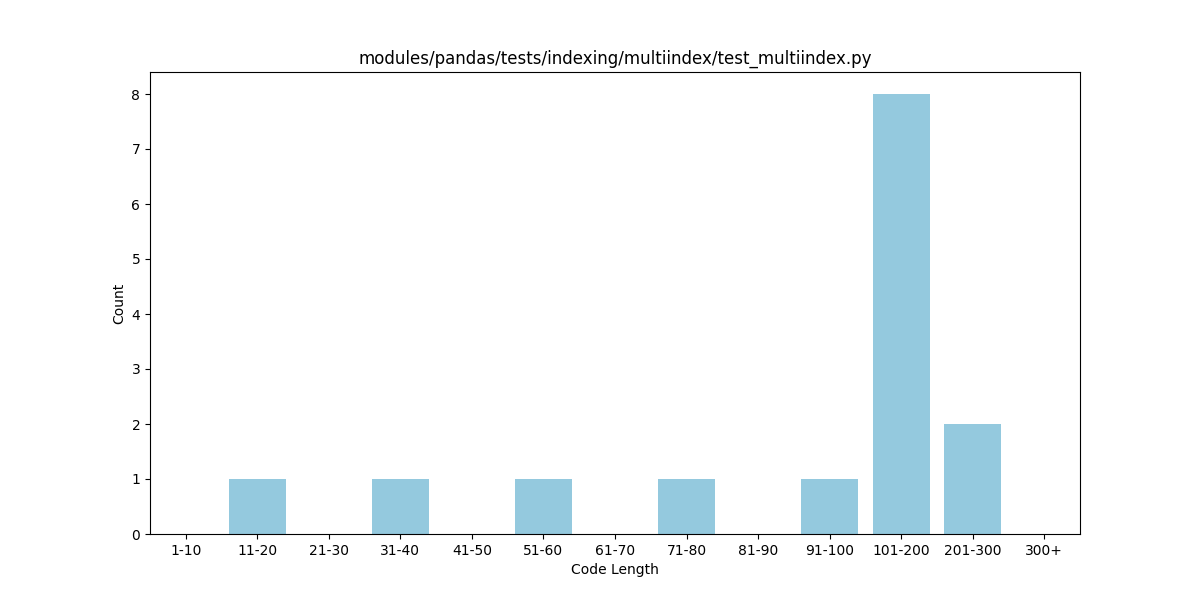 modules/pandas/tests/indexing/multiindex/test_multiindex.py
8
7
6
5
4
3
2
1
0
Count
1-10 11-20 21-30 31-40 41-50 51-60 61-70 71-80 81-90 91-100 101-200 201-300 300+
Code Length